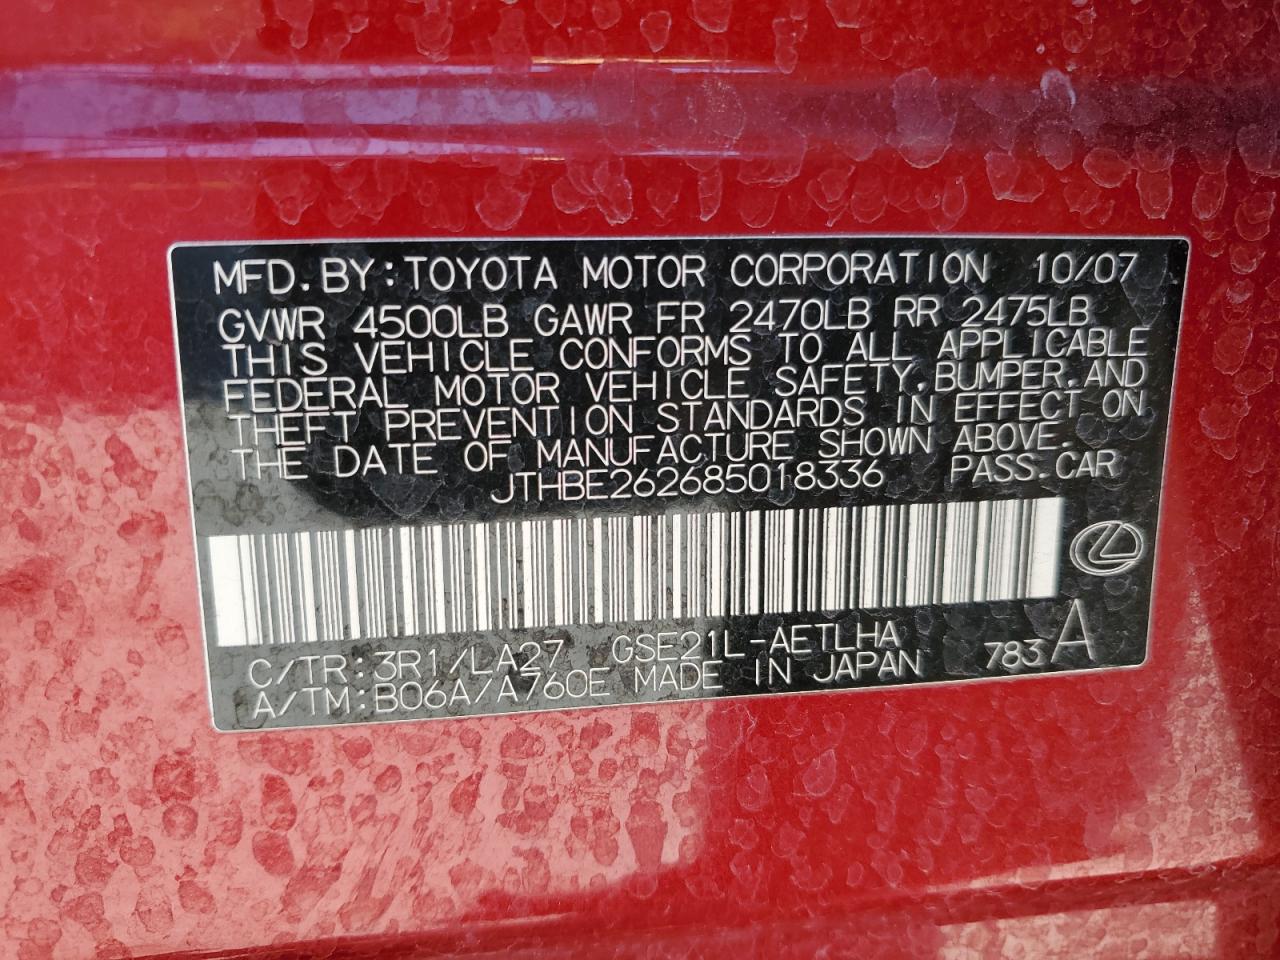 MFD. BY: TOYOTA MOTOR CORPORATION 10/07
GVWR 4500LB GAWR FR 2470LB RR 2475LB
THIS VEHICLE CONFORMS TO ALL APPLICABLE
FEDERAL MOTOR VEHICLE SAFETY, BUMPER, AND
THEFT PREVENTION STANDARDS IN EFFECT ON
THE DATE OF MANUFACTURE SHOWN ABOVE.
JTHBE262685018336 PASS. CAR
C/TR: 3R1/LA27 GSE21L-AETLHA
A/TM: B06A/A760E MADE IN JAPAN 783 A